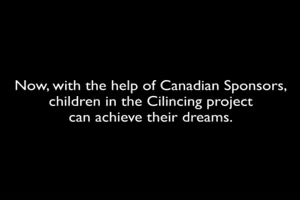 Now, with the help of Canadian Sponsors,
children in the Cilincing project
can achieve their dreams.